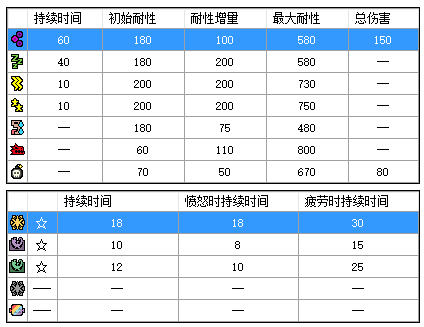 持续时间 初始耐性 耐性增量 最大耐性 总伤害
60 180 100 580 150
40 180 200 580 —
10 200 200 730 —
10 200 200 750 —
— 180 75 480 —
— 60 110 800 —
— 70 50 670 80
持续时间 愤怒时持续时间 疲劳时持续时间
☆ 18 18 30
☆ 10 8 15
☆ 12 10 25
— — — —
— — — —